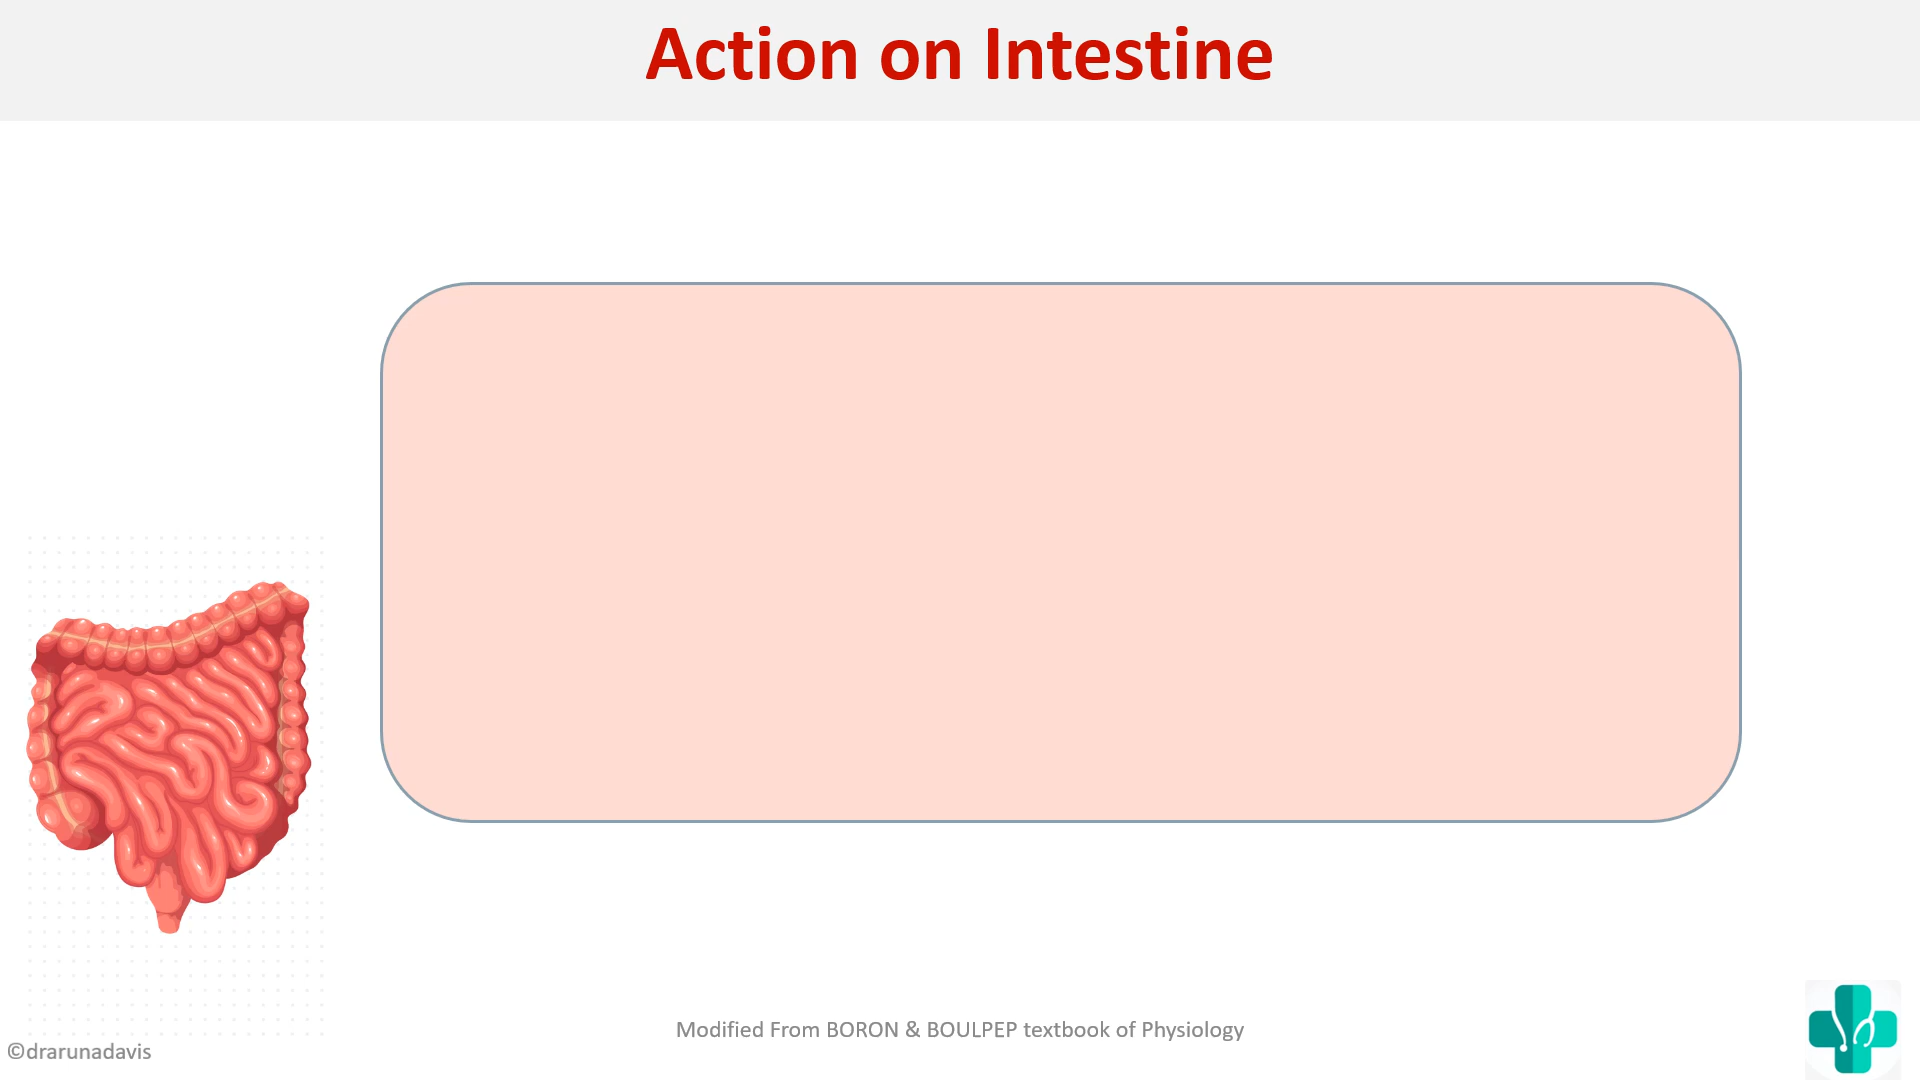 Action on Intestine
Modified From BORON & BOULPEP textbook of Physiology
©drarunadavis